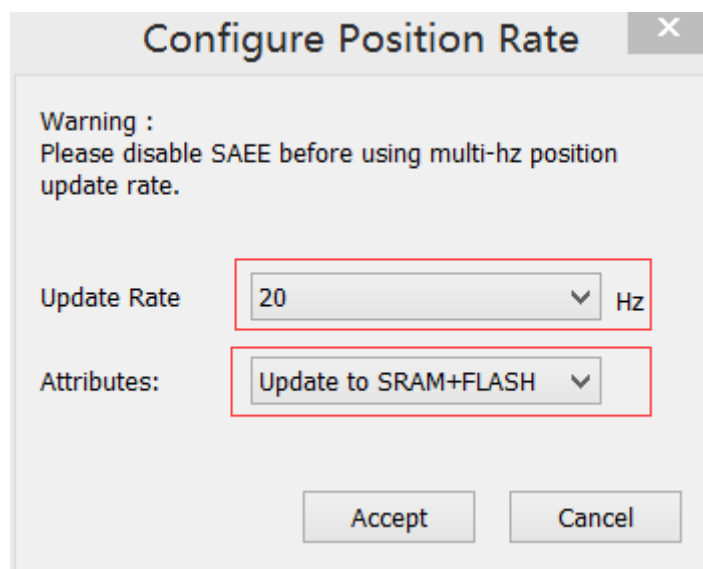 Configure Position Rate
Warning :
Please disable SAEE before using multi-hz position
update rate.
Update Rate 20 Hz
Attributes: Update to SRAM+FLASH
Accept Cancel